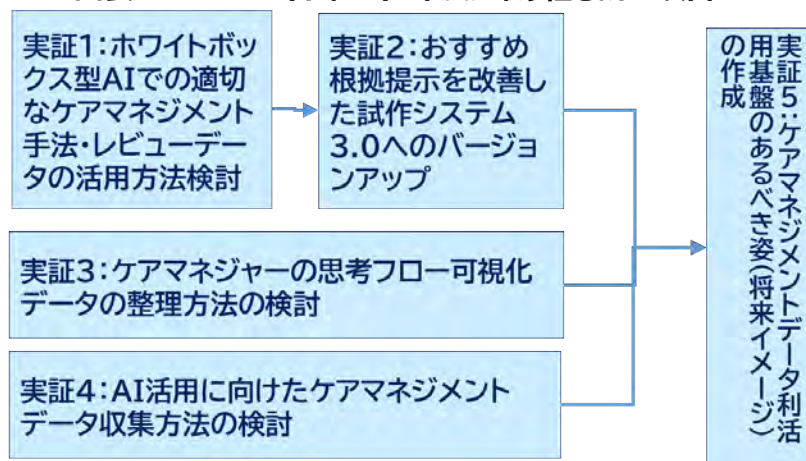 実証1:ホワイトボッ
クス型AIでの適切
なケアマネジメント
手法・レビューデー
タの活用方法検討
実証2:おすすめ
根拠提示を改善し
た試作システム
3.0へのバージョ
ンアップ
実証3:ケアマネジャーの思考フロー可視化
データの整理方法の検討
実証4:AI活用に向けたケアマネジメント
データ収集方法の検討
実証5:ケアマネジメントデータ利活
用基盤のあるべき姿(将来イメージ)
の作成